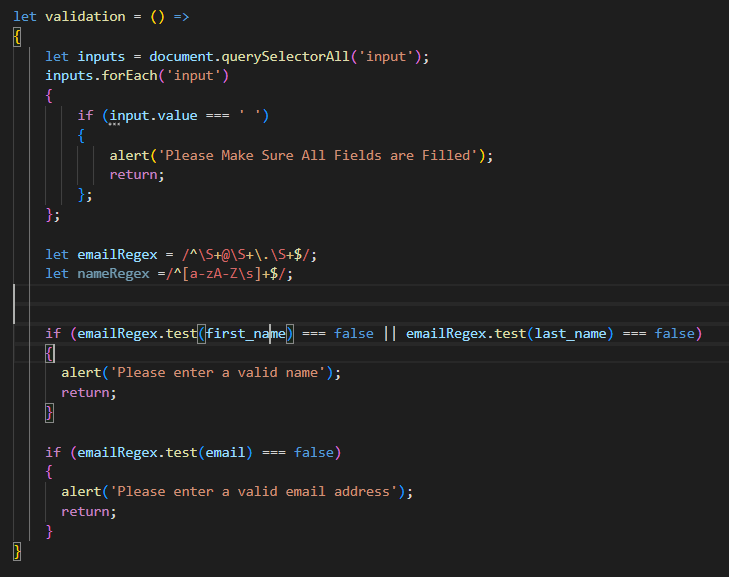 let validation = () =>
{
    let inputs = document.querySelectorAll('input');
    inputs.forEach('input')
    {
        if (input.value === ' ')
        {
            alert('Please Make Sure All Fields are Filled');
            return;
        };
    };

    let emailRegex = /^\S+@\S+\.\S+$/;
    let nameRegex =/^[a-zA-Z\s]+$/;

    if (emailRegex.test(first_name) === false || emailRegex.test(last_name) === false)
    {
      alert('Please enter a valid name');
      return;
    }

    if (emailRegex.test(email) === false)
    {
      alert('Please enter a valid email address');
      return;
    }
}